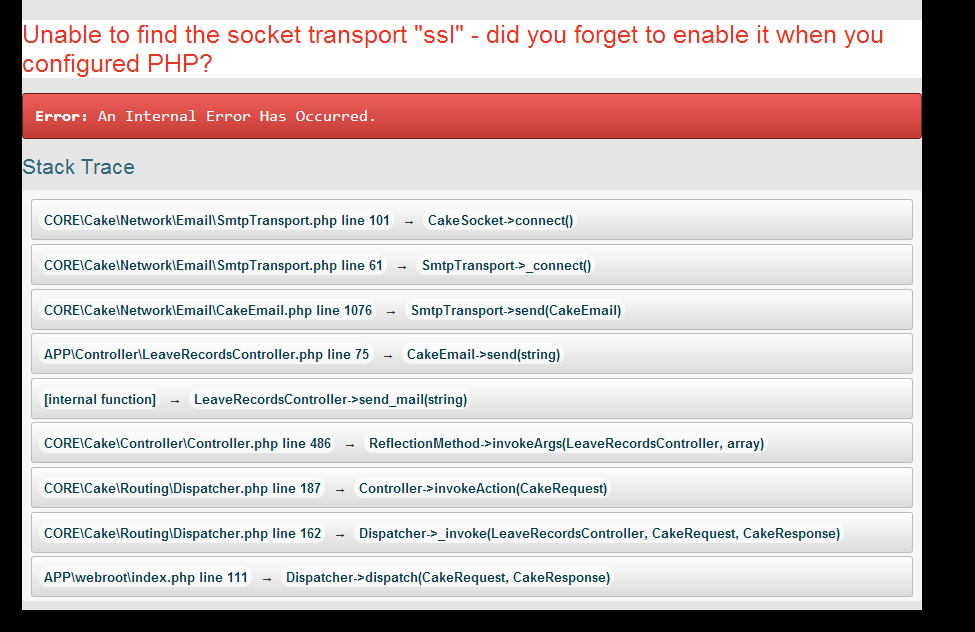 Unable to find the socket transport "ssl" - did you forget to enable it when you
configured PHP?
Error: An Internal Error Has Occurred.
Stack Trace
CORE\Cake\Network\Email\SmtpTransport.php line 101 → CakeSocket->connect()
CORE\Cake\Network\Email\SmtpTransport.php line 61 → SmtpTransport->_connect()
CORE\Cake\Network\Email\CakeEmail.php line 1076 → SmtpTransport->send(CakeEmail)
APP\Controller\LeaveRecordsController.php line 75 → CakeEmail->send(string)
[internal function] → LeaveRecordsController->send_mail(string)
CORE\Cake\Controller\Controller.php line 486 → ReflectionMethod->invokeArgs(LeaveRecordsController, array)
CORE\Cake\Routing\Dispatcher.php line 187 → Controller->invokeAction(CakeRequest)
CORE\Cake\Routing\Dispatcher.php line 162 → Dispatcher->_invoke(LeaveRecordsController, CakeRequest, CakeResponse)
APP\webroot\index.php line 111 → Dispatcher->dispatch(CakeRequest, CakeResponse)